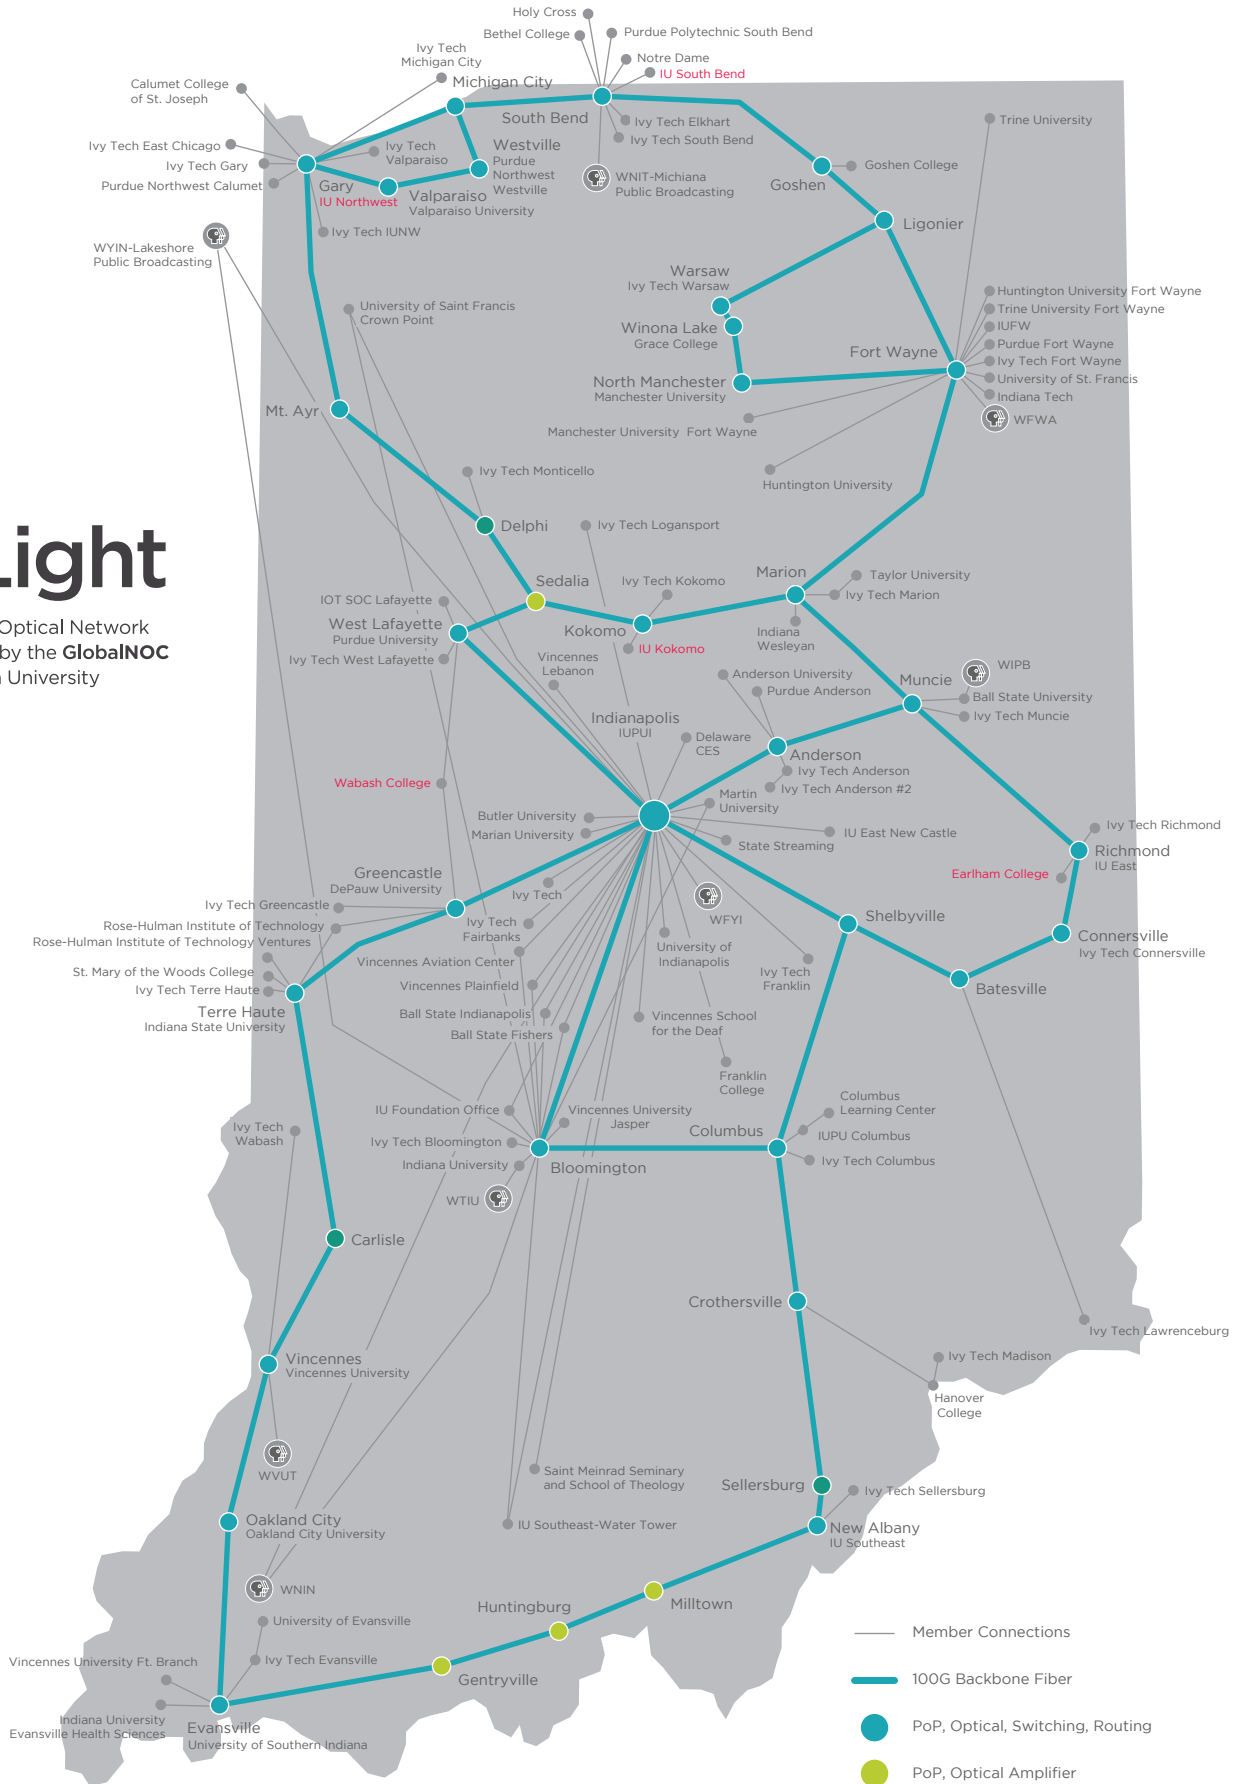 Holy Cross
Bethel College
Purdue Polytechnic South Bend
Ivy Tech
Michigan City
Notre Dame
IU South Bend
Calumet College
of St. Joseph
Michigan City
South Bend
Ivy Tech Elkhart
Ivy Tech South Bend
Trine University
Ivy Tech East Chicago
Ivy Tech Gary
Purdue Northwest Calumet
Ivy Tech
Valparaiso
Westville
Purdue
Northwest
Westville
Gary
IU Northwest
Valparaiso
Valparaiso University
WNIT-Michiana
Public Broadcasting
Goshen
Goshen College
Ligonier
Ivy Tech IUNW
WYIN-Lakeshore
Public Broadcasting
University of Saint Francis
Crown Point
Warsaw
Ivy Tech Warsaw
Winona Lake
Grace College
North Manchester
Manchester University
Fort Wayne
Huntington University Fort Wayne
Trine University Fort Wayne
IUFW
Purdue Fort Wayne
Ivy Tech Fort Wayne
University of St. Francis
Indiana Tech
WFWA
Manchester University Fort Wayne
Huntington University
Mt. Ayr
Ivy Tech Monticello
Delphi
Ivy Tech Logansport
Light
Optical Network
by the GlobalNOC
University
Sedalia
IOT SOC Lafayette
West Lafayette
Purdue University
Ivy Tech West Lafayette
Ivy Tech Kokomo
Kokomo
IU Kokomo
Marion
Taylor University
Ivy Tech Marion
Indiana
Wesleyan
Vincennes
Lebanon
Anderson University
Purdue Anderson
Muncie
WIPB
Ball State University
Ivy Tech Muncie
Indianapolis
IUPUI
Delaware
CES
Anderson
Ivy Tech Anderson
Ivy Tech Anderson #2
Wabash College
Martin
University
Butler University
Marian University
IU East New Castle
State Streaming
Ivy Tech Richmond
Richmond
IU East
Earlham College
Greencastle
DePauw University
Ivy Tech
Ivy Tech Greencastle
Ivy Tech
Fairbanks
WFYI
Shelbyville
Rose-Hulman Institute of Technology
Rose-Hulman Institute of Technology Ventures
Connersville
Ivy Tech Connersville
University of
Indianapolis
Ivy Tech
Franklin
Vincennes Aviation Center
St. Mary of the Woods College
Ivy Tech Terre Haute
Terre Haute
Indiana State University
Vincennes Plainfield
Ball State Indianapolis
Ball State Fishers
Batesville
Vincennes School
for the Deaf
Franklin
College
IU Foundation Office
Vincennes University
Jasper
Columbus
Columbus
Learning Center
IUPU Columbus
Ivy Tech Columbus
Ivy Tech
Wabash
Ivy Tech Bloomington
Indiana University
Bloomington
WTIU
Carlisle
Crothersville
Ivy Tech Lawrenceburg
Vincennes
Vincennes University
Ivy Tech Madison
Hanover
College
WVUT
Saint Meinrad Seminary
and School of Theology
Sellersburg
Ivy Tech Sellersburg
Oakland City
Oakland City University
IU Southeast-Water Tower
New Albany
IU Southeast
WNIN
Huntingburg
Milltown
University of Evansville
Ivy Tech Evansville
Vincennes University Ft. Branch
Gentryville
Indiana University
Evansville Health Sciences
Evansville
University of Southern Indiana
Member Connections
100G Backbone Fiber
PoP, Optical, Switching, Routing
PoP, Optical Amplifier